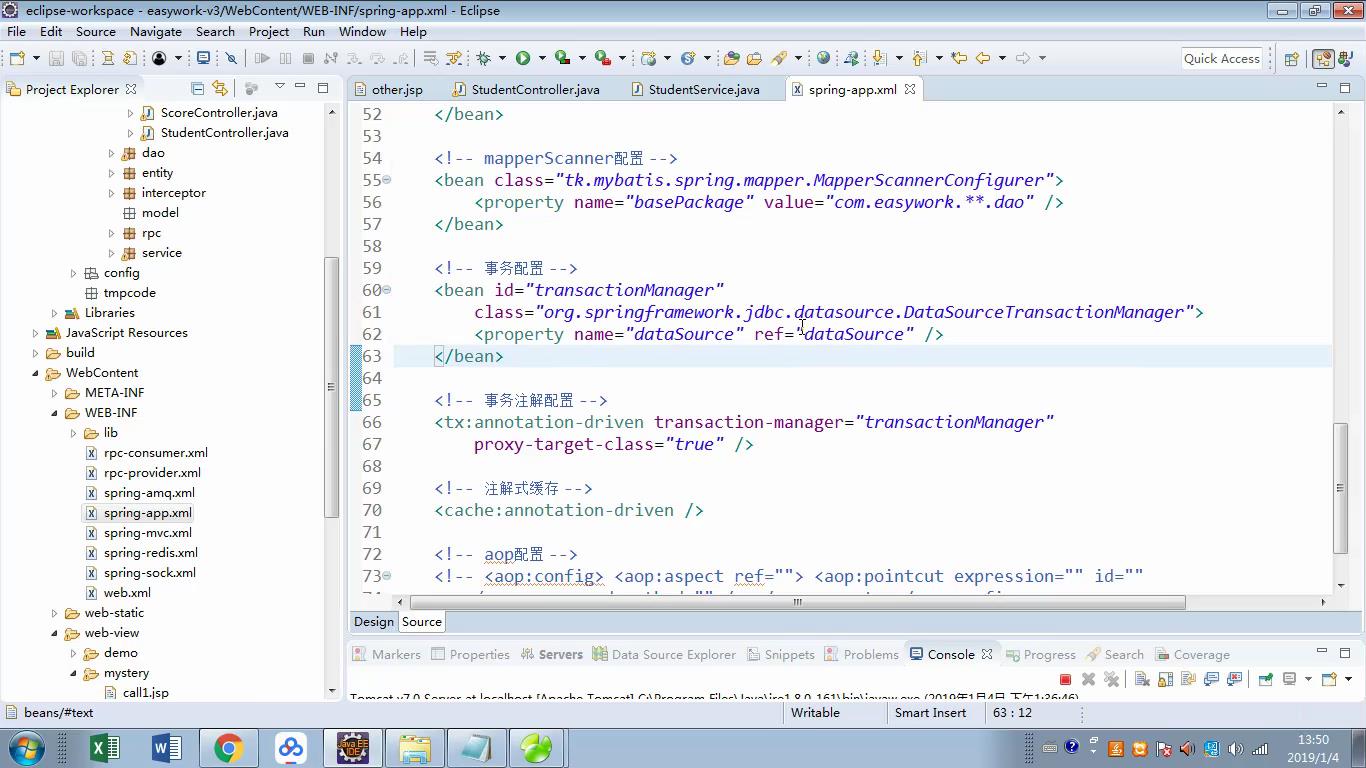 eclipse-workspace - easywork-v3/WebContent/WEB-INF/spring-app.xml - Eclipse
File Edit Source Navigate Search Project Run Window Help
Quick Access
Project Explorer
other.jsp StudentController.java StudentService.java spring-app.xml
ScoreController.java
StudentController.java
dao
entity
interceptor
model
rpc
service
config
tmpcode
Libraries
JavaScript Resources
build
WebContent
META-INF
WEB-INF
lib
rpc-consumer.xml
rpc-provider.xml
spring-amq.xml
spring-app.xml
spring-mvc.xml
spring-redis.xml
spring-sock.xml
web.xml
web-static
web-view
demo
mystery
call1.jsp
52 </bean>
53
54 <!-- mapperScanner配置 -->
55 <bean class="tk.mybatis.spring.mapper.MapperScannerConfigurer">
56 <property name="basePackage" value="com.easywork.**.dao" />
57 </bean>
58
59 <!-- 事务配置 -->
60 <bean id="transactionManager"
61 class="org.springframework.jdbc.datasource.DataSourceTransactionManager">
62 <property name="dataSource" ref="dataSource" />
63 </bean>
64
65 <!-- 事务注解配置 -->
66 <tx:annotation-driven transaction-manager="transactionManager"
67 proxy-target-class="true" />
68
69 <!-- 注解式缓存 -->
70 <cache:annotation-driven />
71
72 <!-- aop配置 -->
73 <!-- <aop:config> <aop:aspect ref=""> <aop:pointcut expression="" id=""
Design Source
Markers Properties Servers Data Source Explorer Snippets Problems Console Progress Search Coverage
Tomcat v7.0 Server at localhost [Apache Tomcat] C:\Program Files\Java\jre1.8.0_161\bin\javaw.exe (2019年1月4日 下午1:36:46)
beans/#text Writable Smart Insert 63 : 12
13:50
2019/1/4